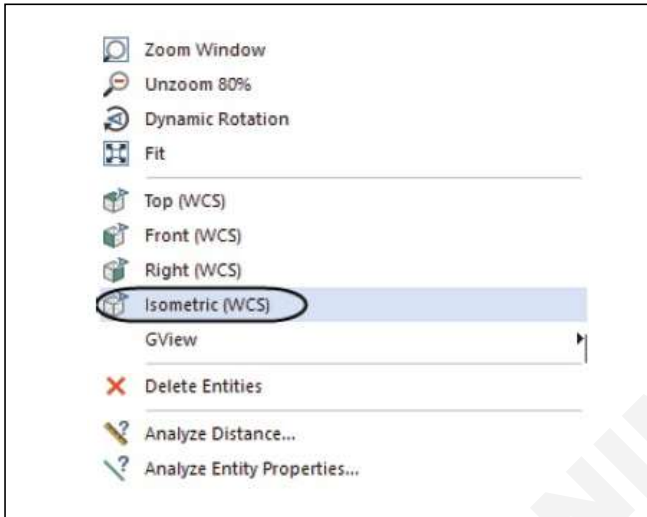 Zoom Window
Unzoom 80%
Dynamic Rotation
Fit
Top (WCS)
Front (WCS)
Right (WCS)
Isometric (WCS)
GView
Delete Entities
Analyze Distance...
Analyze Entity Properties...